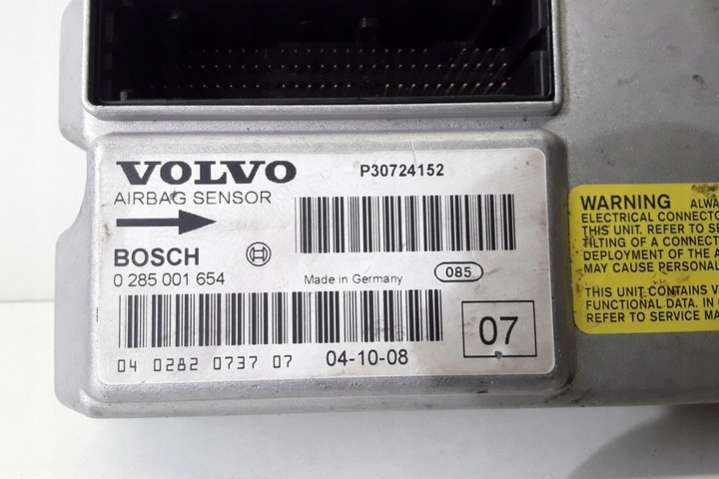 VOLVO
P30724152
AIRBAG SENSOR
BOSCH
0 285 001 654
Made in Germany
085
04 0282 0737 07
04-10-08
07
WARNING ALWA
ELECTRICAL CONNECTO
THIS UNIT. REFER TO SE
TILTING OF A CONNECT
DEPLOYMENT OF THE A
MAY CAUSE PERSONAL
THIS UNIT CONTAINS V
FUNCTIONAL DATA. IN
REFER TO SERVICE MA